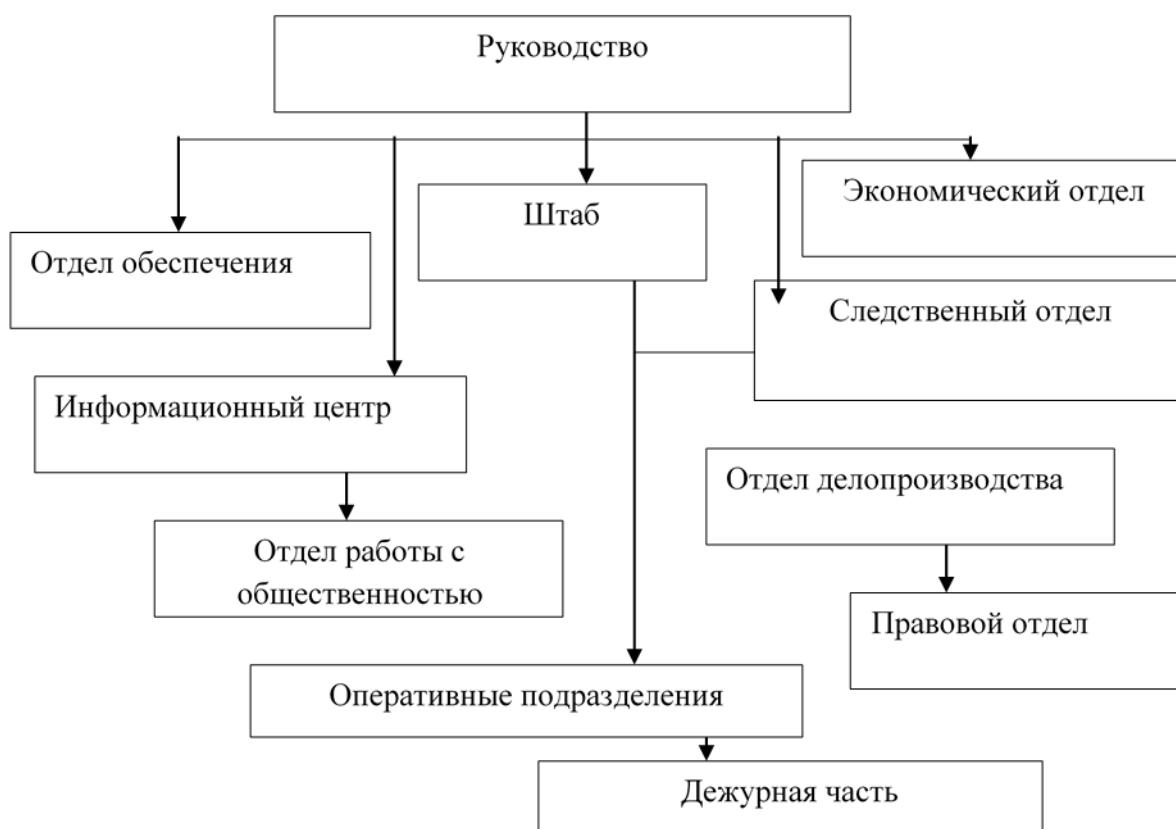 Руководство
Экономический отдел
Штаб
Отдел обеспечения
Следственный отдел
Информационный центр
Отдел делопроизводства
Отдел работы с
общественностью
Правовой отдел
Оперативные подразделения
Дежурная часть